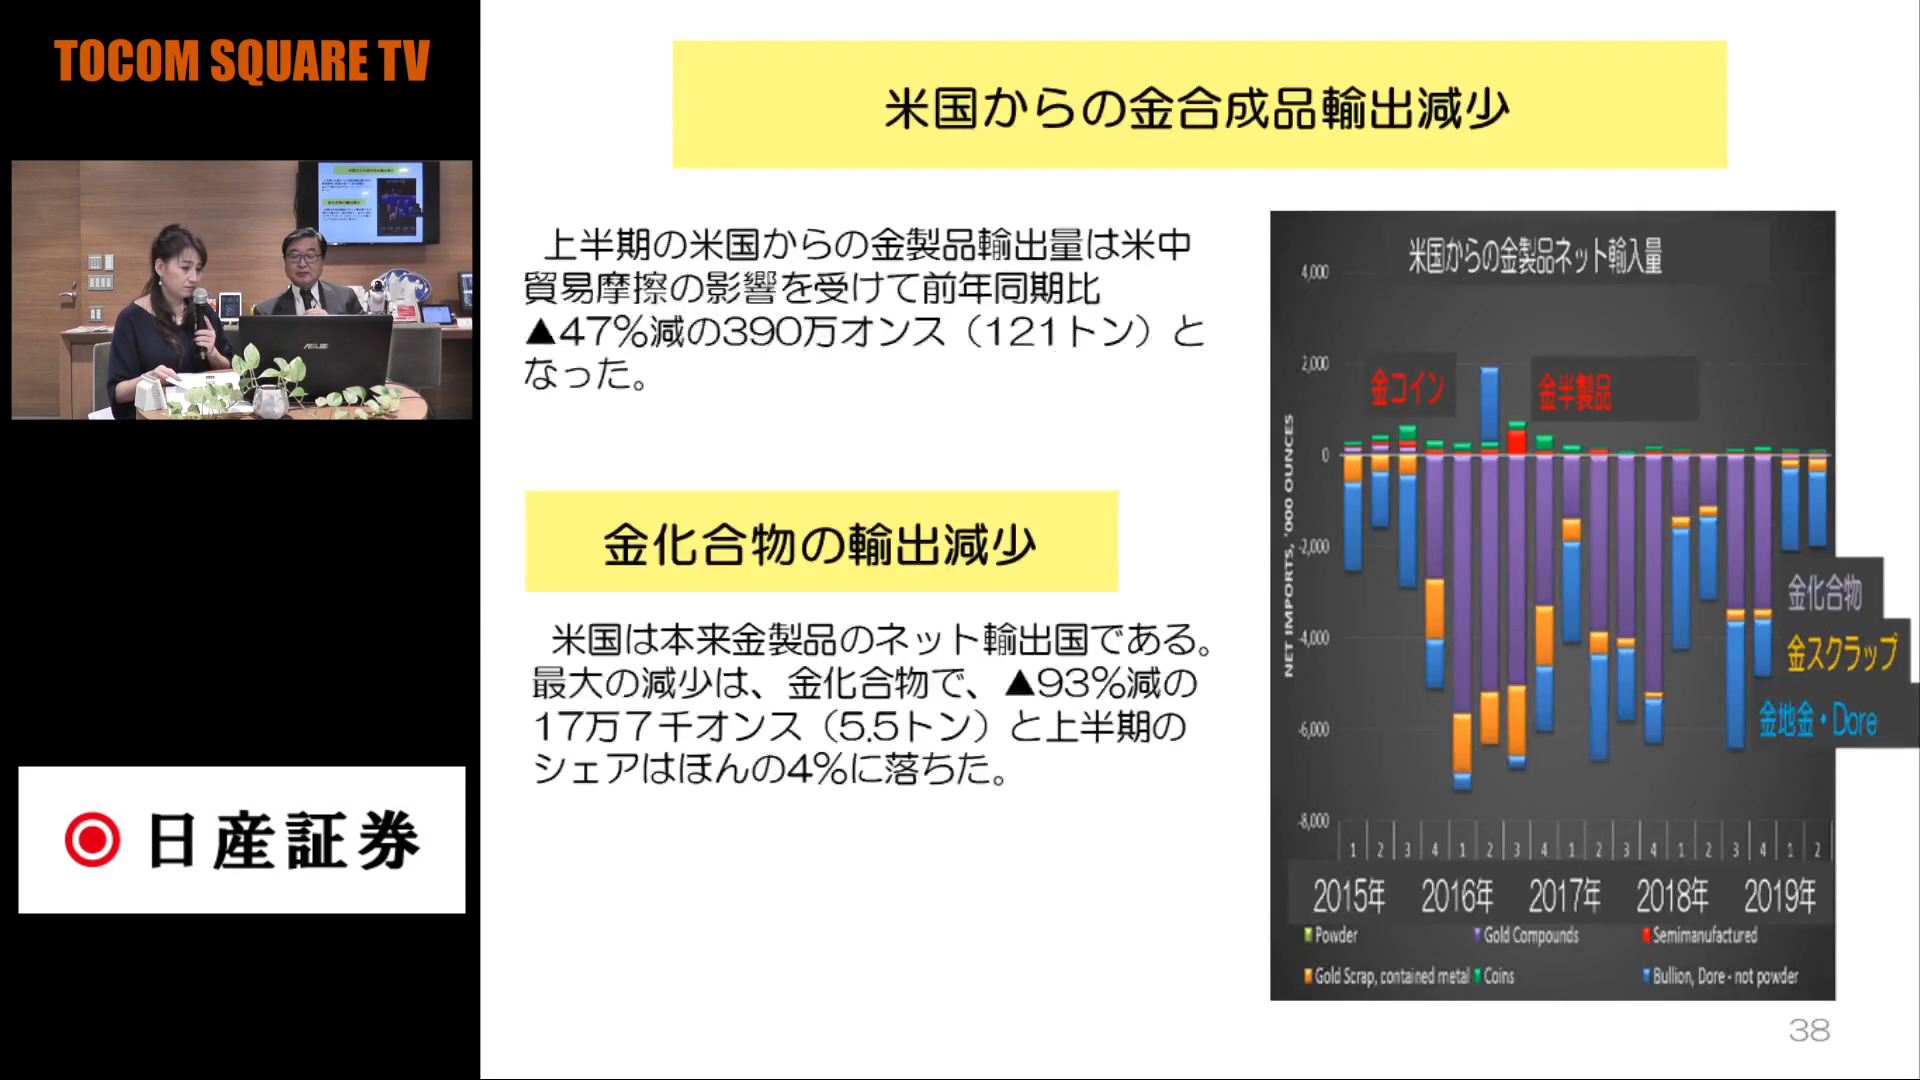 TOCOM SQUARE TV
米国からの金合成品輸出減少
上半期の米国からの金製品輸出量は米中
貿易摩擦の影響を受けて前年同期比
▲47%減の390万オンス（121トン）と
なった。
金化合物の輸出減少
米国は本来金製品のネット輸出国である。
最大の減少は、金化合物で、▲93%減の
17万7千オンス（5.5トン）と上半期の
シェアはほんの4%に落ちた。
米国からの金製品ネット輸入量
4,000
2,000
0
-2,000
-4,000
-6,000
-8,000
NET IMPORTS, '000 OUNCES
金コイン
金半製品
金化合物
金スクラップ
金地金・Dore
1 2 3 4 1 2 3 4 1 2 3 4 1 2 3 4 1 2
2015年 2016年 2017年 2018年 2019年
Powder Gold Compounds Semimanufactured
Gold Scrap, contained metal Coins Bullion, Dore - not powder
ASUS
日産証券
38